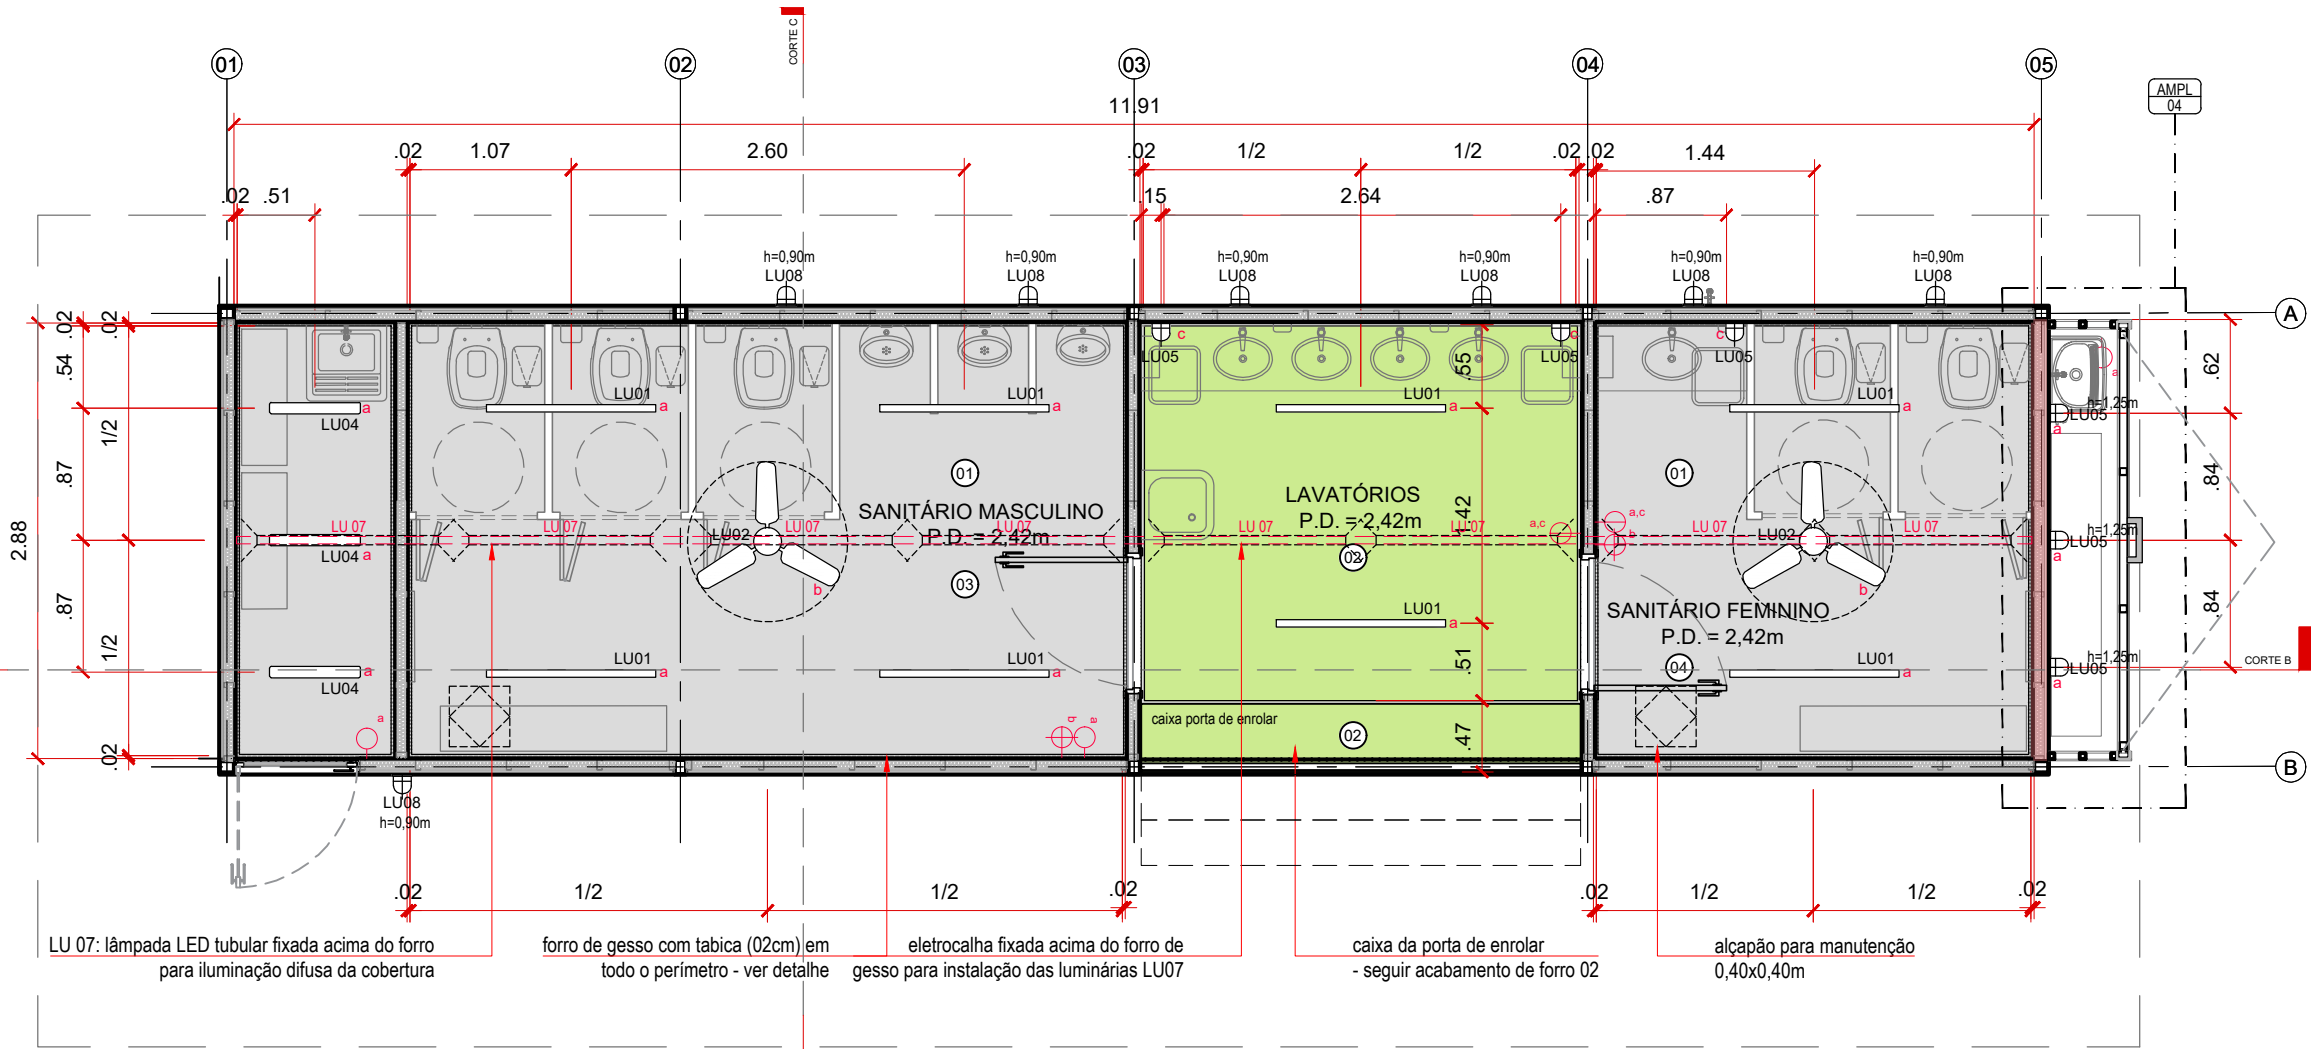 01
02
CORTE C
03
04
05
AMPL
04
11.91
.02
1.07
2.60
.02
1/2
1/2
.02
.02
1.44
.02
.51
.15
2.64
.87
h=0,90m
LU08
h=0,90m
LU08
h=0,90m
LU08
h=0,90m
LU08
h=0,90m
LU08
h=0,90m
LU08
A
.02
.02
.54
1/2
.87
2.88
.87
1/2
.02
c
LU05
c
LU05
c
LU05
.55
.62
a
LU04
a
LU01
a
LU01
a
LU01
a
LU01
a
h=1,25m
LU05
a
01
SANITÁRIO MASCULINO
P.D. = 2,42m
LAVATÓRIOS
P.D. = 2,42m
1.42
01
.84
LU 07
LU 07
LU 07
LU 07
LU 07
LU 07
LU 07
LU 07
a,c
a,c
b
LU02
LU02
LU04
a
h=1,25m
LU05
a
02
03
b
b
LU01
a
SANITÁRIO FEMININO
P.D. = 2,42m
.84
04
.51
LU04
a
LU01
a
LU01
a
LU01
a
h=1,25m
LU05
a
CORTE B
a
b
a
caixa porta de enrolar
02
.47
B
LU08
h=0,90m
.02
1/2
1/2
.02
.02
1/2
1/2
.02
LU 07: lâmpada LED tubular fixada acima do forro
para iluminação difusa da cobertura
forro de gesso com tabica (02cm) em
todo o perímetro - ver detalhe
eletrocalha fixada acima do forro de
gesso para instalação das luminárias LU07
caixa da porta de enrolar
- seguir acabamento de forro 02
alçapão para manutenção
0,40x0,40m